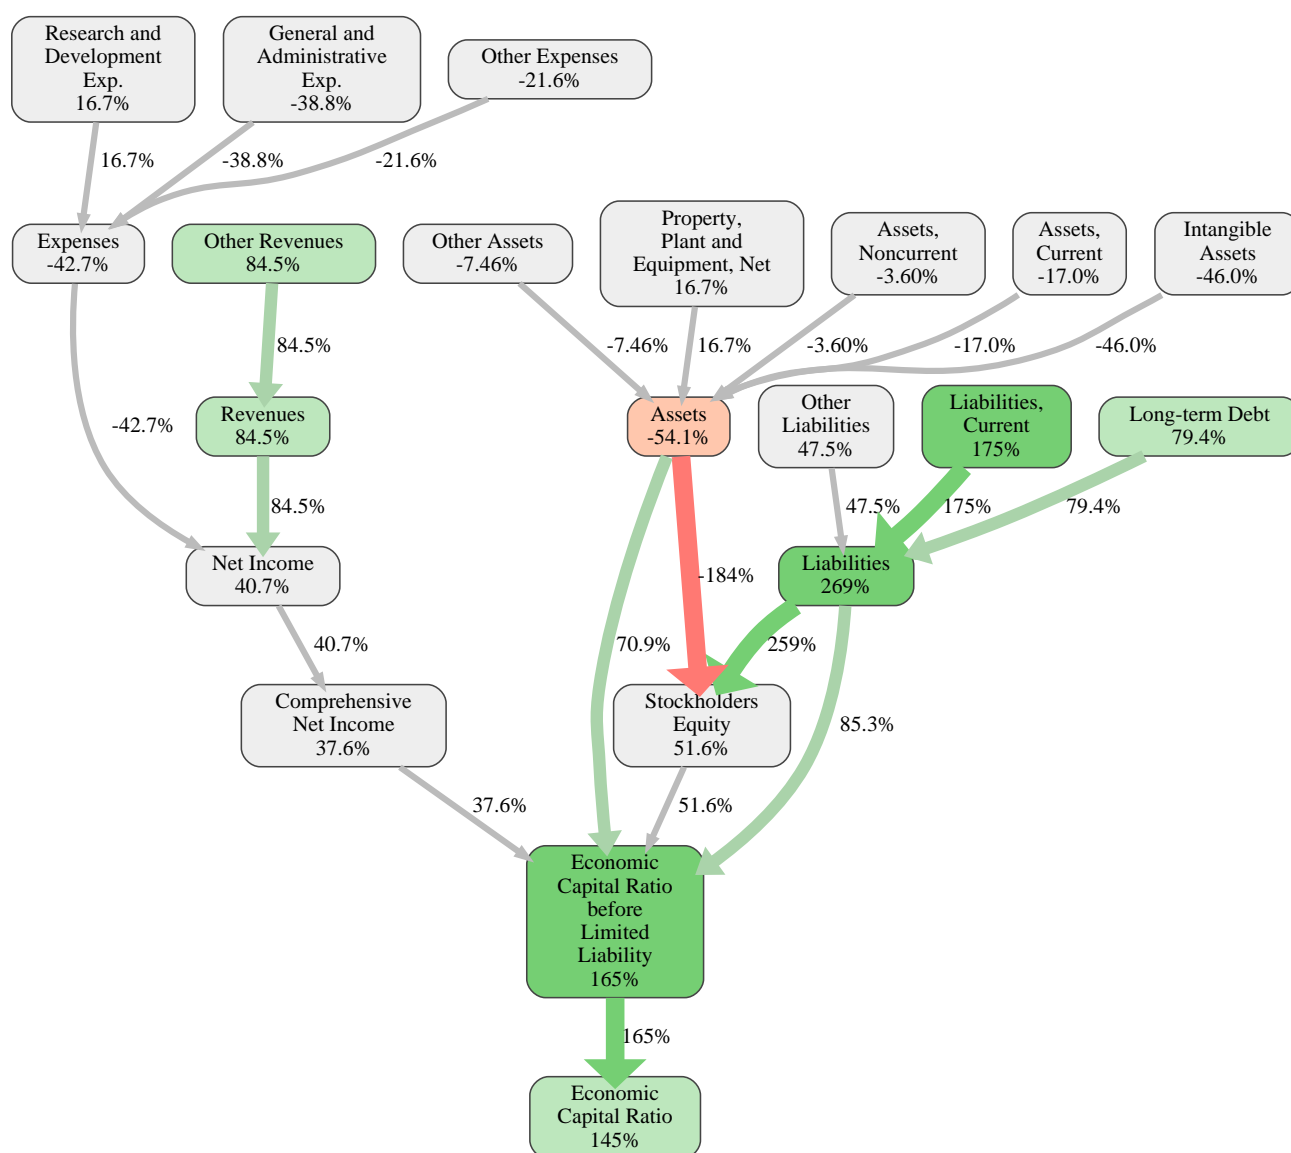 Research and
Development
Exp.
16.7%
General and
Administrative
Exp.
-38.8%
Other Expenses
-21.6%
16.7%
-38.8%
-21.6%
Expenses
-42.7%
Other Revenues
84.5%
Other Assets
-7.46%
Property,
Plant and
Equipment, Net
16.7%
Assets,
Noncurrent
-3.60%
Assets,
Current
-17.0%
Intangible
Assets
-46.0%
84.5%
-7.46%
16.7%
-3.60%
-17.0%
-46.0%
-42.7%
Revenues
84.5%
Assets
-54.1%
Other
Liabilities
47.5%
Liabilities,
Current
175%
Long-term Debt
79.4%
84.5%
47.5%
175%
79.4%
Net Income
40.7%
-184%
Liabilities
269%
40.7%
70.9%
259%
Comprehensive
Net Income
37.6%
Stockholders
Equity
51.6%
85.3%
37.6%
51.6%
Economic
Capital Ratio
before
Limited
Liability
165%
165%
Economic
Capital Ratio
145%